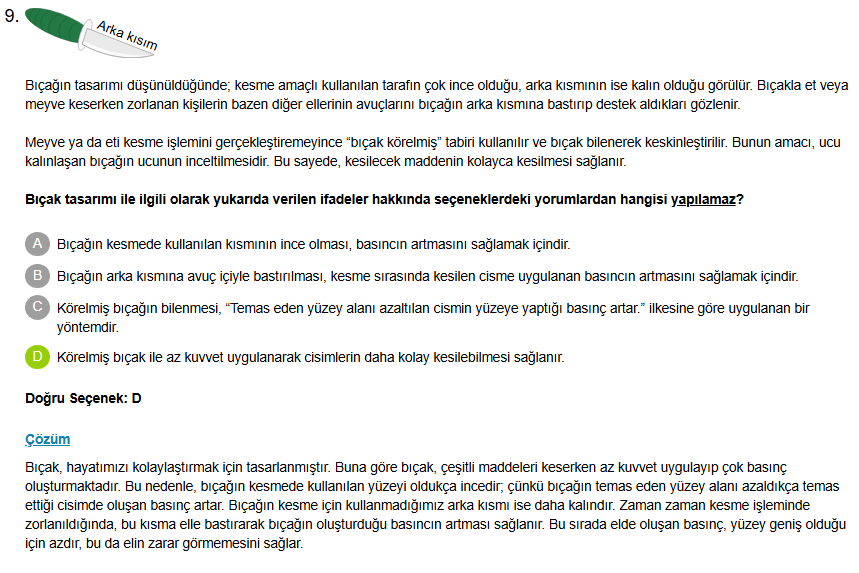 9.
Arka kısım
Bıçağın tasarımı düşünüldüğünde; kesme amaçlı kullanılan tarafın çok ince olduğu, arka kısmının ise kalın olduğu görülür. Bıçakla et veya
meyve keserken zorlanan kişilerin bazen diğer ellerinin avuçlarını bıçağın arka kısmına bastırıp destek aldıkları gözlenir.
Meyve ya da eti kesme işlemini gerçekleştiremeyince “bıçak körelmiş” tabiri kullanılır ve bıçak bilenerek keskinleştirilir. Bunun amacı, ucu
kalınlaşan bıçağın ucunun inceltilmesidir. Bu sayede, kesilecek maddenin kolayca kesilmesi sağlanır.
Bıçak tasarımı ile ilgili olarak yukarıda verilen ifadeler hakkında seçeneklerdeki yorumlardan hangisi yapılamaz?
A Bıçağın kesmede kullanılan kısmının ince olması, basıncın artmasını sağlamak içindir.
B Bıçağın arka kısmına avuç içiyle bastırılması, kesme sırasında kesilen cisme uygulanan basıncın artmasını sağlamak içindir.
C Körelmiş bıçağın bilenmesi, “Temas eden yüzey alanı azaltılan cismin yüzeye yaptığı basınç artar.” ilkesine göre uygulanan bir
yöntemdir.
D Körelmiş bıçak ile az kuvvet uygulanarak cisimlerin daha kolay kesilebilmesi sağlanır.
Doğru Seçenek: D
Çözüm
Bıçak, hayatımızı kolaylaştırmak için tasarlanmıştır. Buna göre bıçak, çeşitli maddeleri keserken az kuvvet uygulayıp çok basınç
oluşturmaktadır. Bu nedenle, bıçağın kesmede kullanılan yüzeyi oldukça incedir; çünkü bıçağın temas eden yüzey alanı azaldıkça temas
ettiği cisimde oluşan basınç artar. Bıçağın kesme için kullanmadığımız arka kısmı ise daha kalındır. Zaman zaman kesme işleminde
zorlanıldığında, bu kısma elle bastırarak bıçağın oluşturduğu basıncın artması sağlanır. Bu sırada elde oluşan basınç, yüzey geniş olduğu
için azdır, bu da elin zarar görmemesini sağlar.